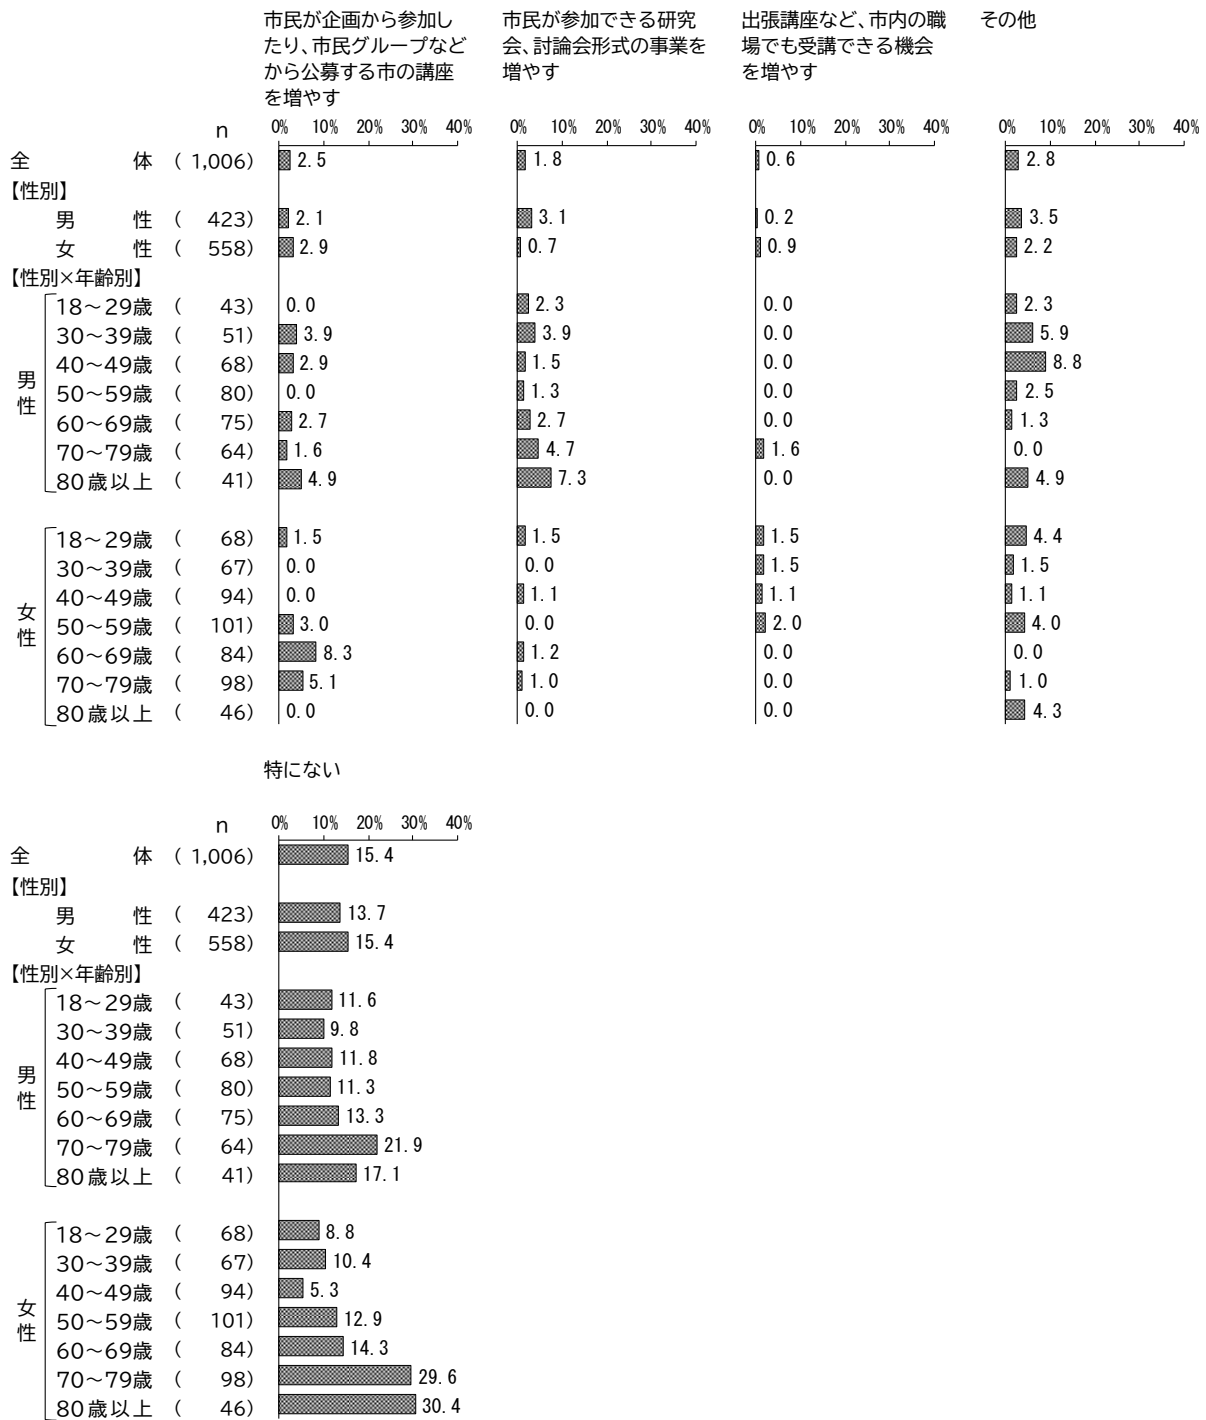 市民が企画から参加し
たり、市民グループなど
から公募する市の講座
を増やす
市民が参加できる研究
会、討論会形式の事業を
増やす
出張講座など、市内の職
場でも受講できる機会
を増やす
その他
n 0% 10% 20% 30% 40% 0% 10% 20% 30% 40% 0% 10% 20% 30% 40% 0% 10% 20% 30% 40%
全体 ( 1,006) 2.5 1.8 0.6 2.8
【性別】
男性 ( 423) 2.1 3.1 0.2 3.5
女性 ( 558) 2.9 0.7 0.9 2.2
【性別×年齢別】
男性
18～29歳 ( 43) 0.0 2.3 0.0 2.3
30～39歳 ( 51) 3.9 3.9 0.0 5.9
40～49歳 ( 68) 2.9 1.5 0.0 8.8
50～59歳 ( 80) 0.0 1.3 0.0 2.5
60～69歳 ( 75) 2.7 2.7 0.0 1.3
70～79歳 ( 64) 1.6 4.7 1.6 0.0
80歳以上 ( 41) 4.9 7.3 0.0 4.9
女性
18～29歳 ( 68) 1.5 1.5 1.5 4.4
30～39歳 ( 67) 0.0 0.0 1.5 1.5
40～49歳 ( 94) 0.0 1.1 1.1 1.1
50～59歳 ( 101) 3.0 0.0 2.0 4.0
60～69歳 ( 84) 8.3 1.2 0.0 0.0
70～79歳 ( 98) 5.1 1.0 0.0 1.0
80歳以上 ( 46) 0.0 0.0 0.0 4.3
特にない
n 0% 10% 20% 30% 40%
全体 ( 1,006) 15.4
【性別】
男性 ( 423) 13.7
女性 ( 558) 15.4
【性別×年齢別】
男性
18～29歳 ( 43) 11.6
30～39歳 ( 51) 9.8
40～49歳 ( 68) 11.8
50～59歳 ( 80) 11.3
60～69歳 ( 75) 13.3
70～79歳 ( 64) 21.9
80歳以上 ( 41) 17.1
女性
18～29歳 ( 68) 8.8
30～39歳 ( 67) 10.4
40～49歳 ( 94) 5.3
50～59歳 ( 101) 12.9
60～69歳 ( 84) 14.3
70～79歳 ( 98) 29.6
80歳以上 ( 46) 30.4